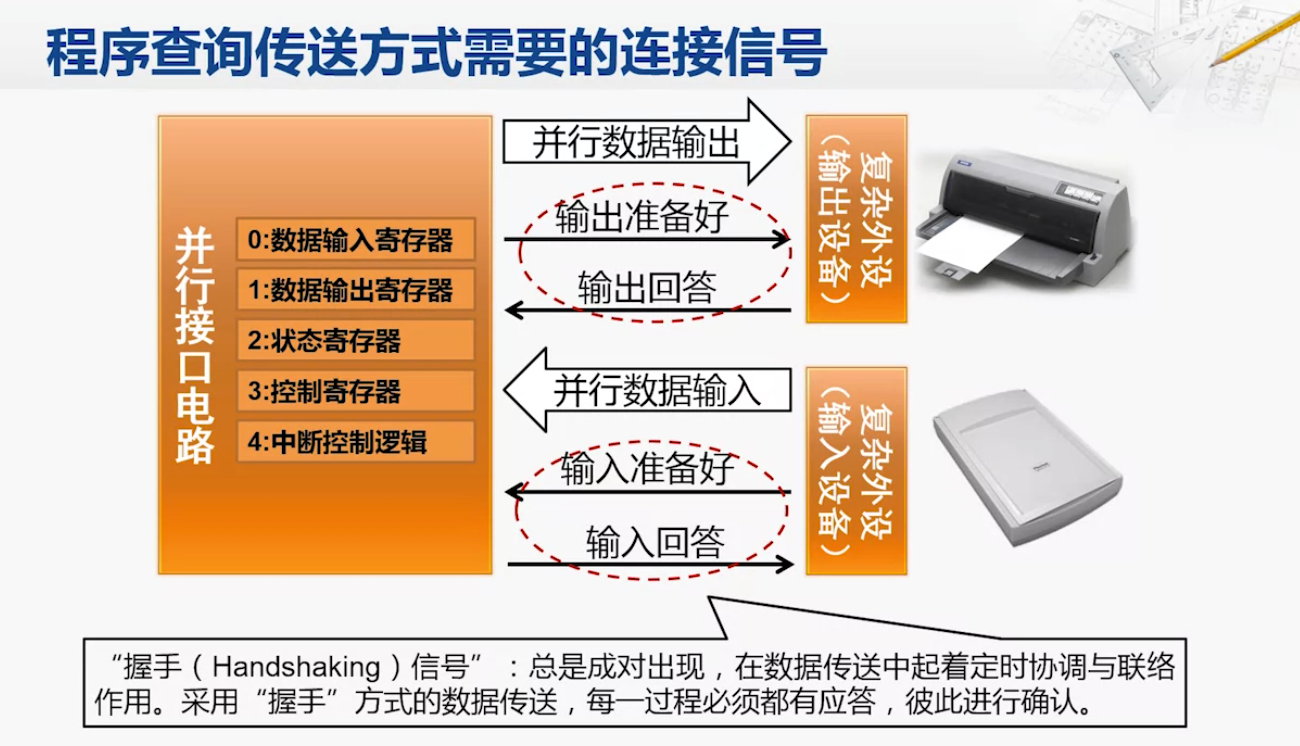 程序查询传送方式需要的连接信号
并行接口电路
0:数据输入寄存器
1:数据输出寄存器
2:状态寄存器
3:控制寄存器
4:中断控制逻辑
并行数据输出
输出准备好
输出回答
复杂外设
（输出设备）
并行数据输入
输入准备好
输入回答
复杂外设
（输入设备）
“握手（Handshaking）信号”：总是成对出现，在数据传送中起着定时协调与联络
作用。采用“握手”方式的数据传送，每一过程必须都有应答，彼此进行确认。